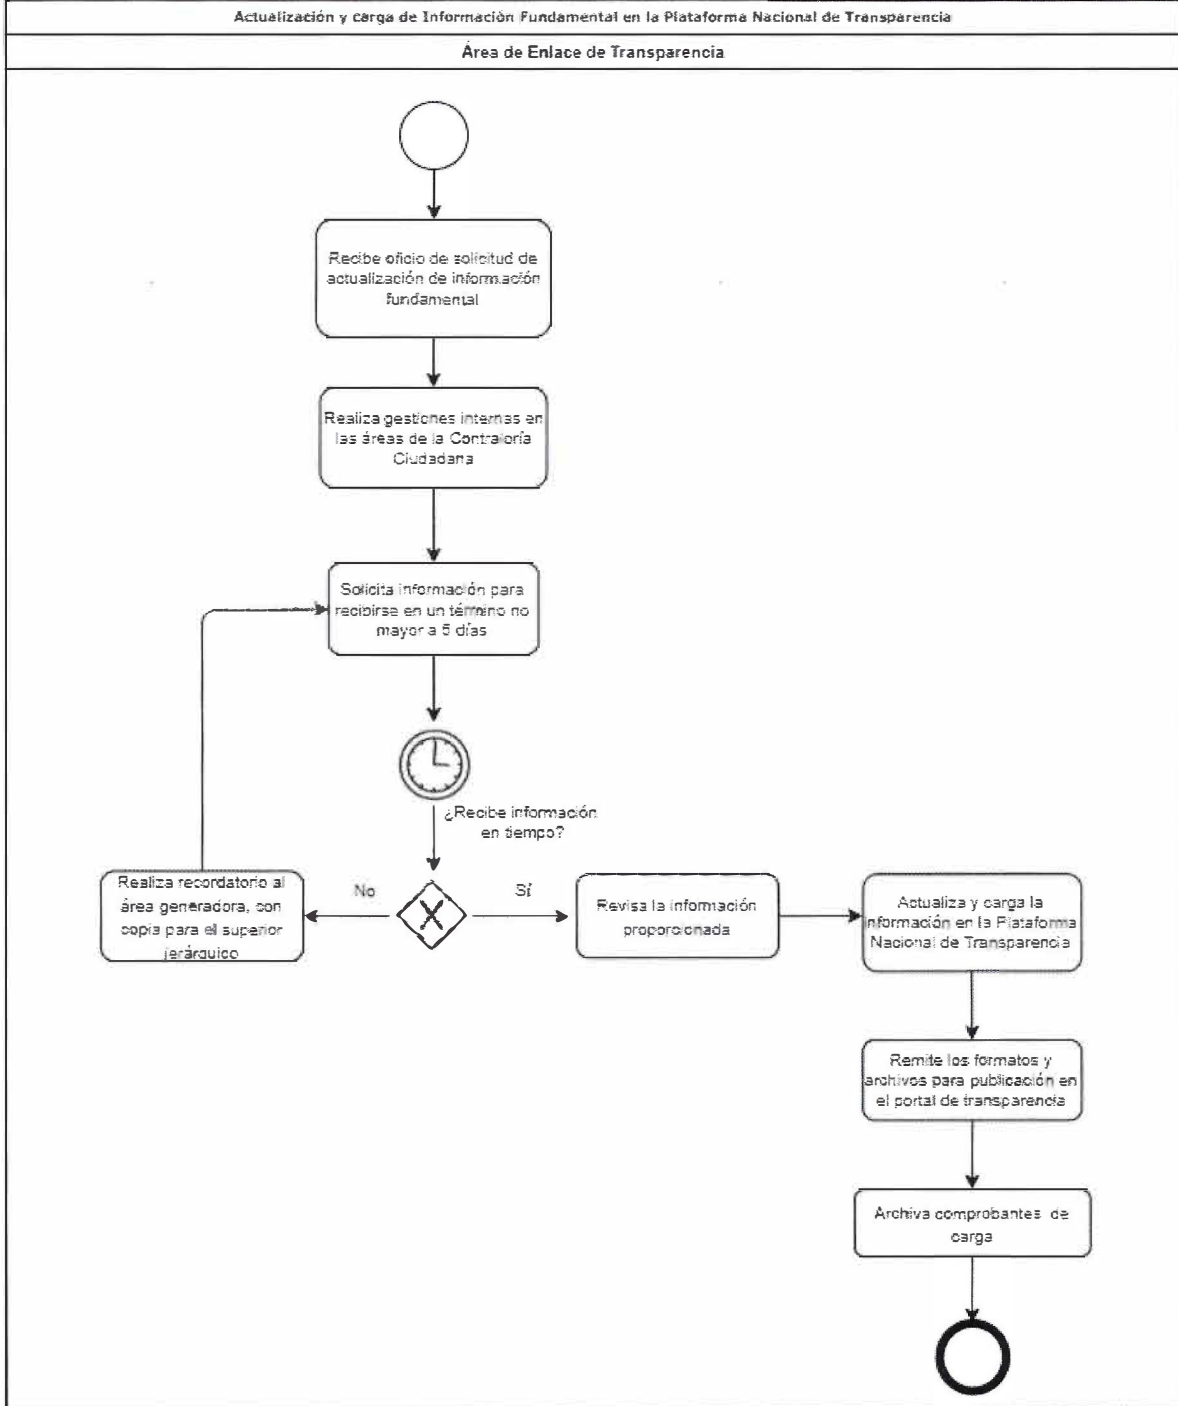 Actualización y carga de Información Fundamental en la Plataforma Nacional de Transparencia
Área de Enlace de Transparencia
Recibe oficio de solicitud de
actualización de información
fundamental
Realiza gestiones internas en
las áreas de la Contraloría
Ciudadana
Solicita información para
recibirse en un término no
mayor a 5 días
¿Recibe información
en tiempo?
No
Sí
Realiza recordatorio al
área generadora, con
copia para el superior
jerárquico
Revisa la información
proporcionada
Actualiza y carga la
información en la Plataforma
Nacional de Transparencia
Remite los formatos y
archivos para publicación en
el portal de transparencia
Archiva comprobantes de
carga